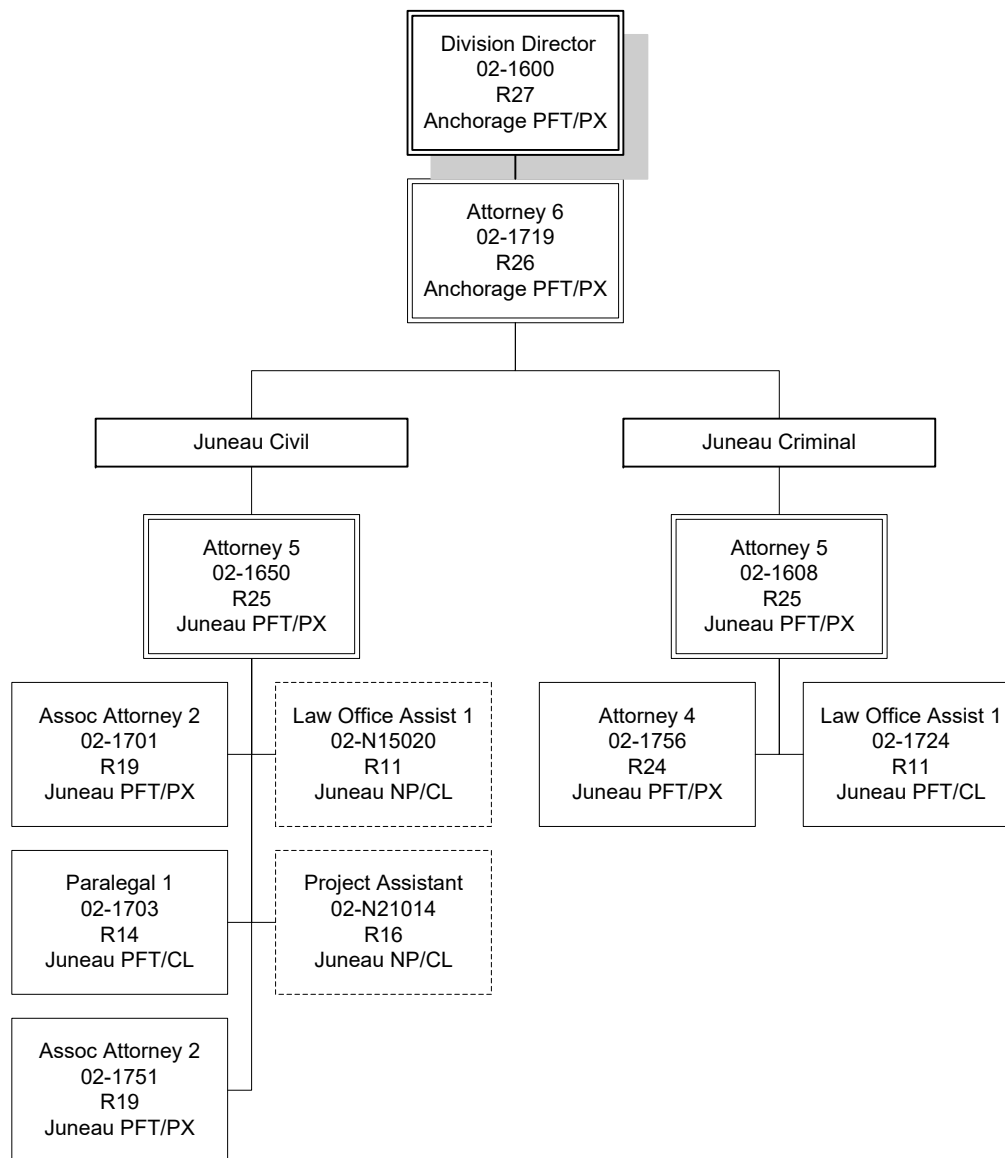 Division Director
02-1600
R27
Anchorage PFT/PX
Attorney 6
02-1719
R26
Anchorage PFT/PX
Juneau Civil
Juneau Criminal
Attorney 5
02-1650
R25
Juneau PFT/PX
Attorney 5
02-1608
R25
Juneau PFT/PX
Assoc Attorney 2
02-1701
R19
Juneau PFT/PX
Law Office Assist 1
02-N15020
R11
Juneau NP/CL
Attorney 4
02-1756
R24
Juneau PFT/PX
Law Office Assist 1
02-1724
R11
Juneau PFT/CL
Paralegal 1
02-1703
R14
Juneau PFT/CL
Project Assistant
02-N21014
R16
Juneau NP/CL
Assoc Attorney 2
02-1751
R19
Juneau PFT/PX